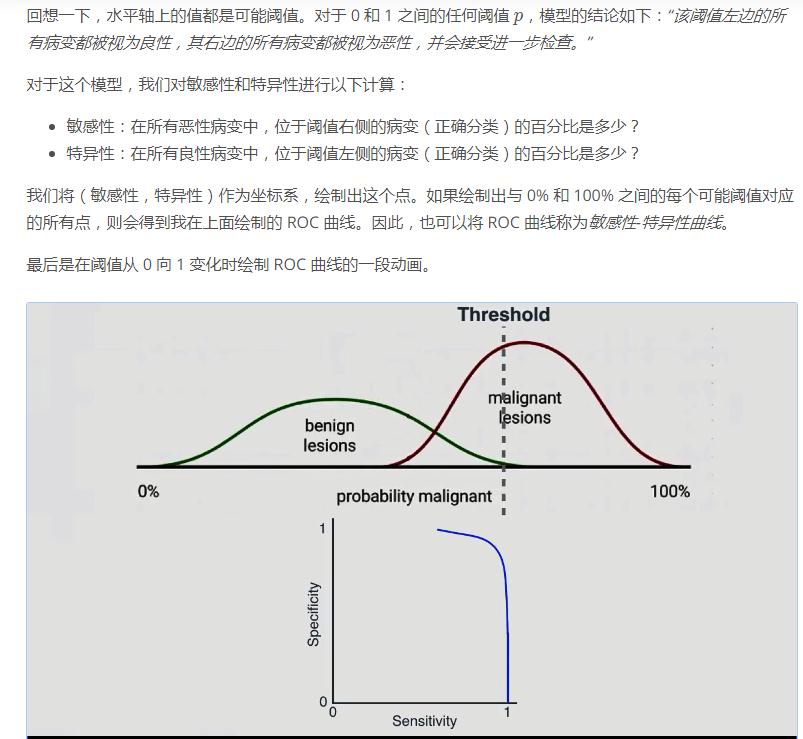 回想一下，水平轴上的值都是可能阈值。对于 0 和 1 之间的任何阈值 p，模型的结论如下：“该阈值左边的所
有病变都被视为良性，其右边的所有病变都被视为恶性，并会接受进一步检查。”
对于这个模型，我们对敏感性和特异性进行以下计算：
• 敏感性：在所有恶性病变中，位于阈值右侧的病变（正确分类）的百分比是多少？
• 特异性：在所有良性病变中，位于阈值左侧的病变（正确分类）的百分比是多少？
我们将（敏感性，特异性）作为坐标系，绘制出这个点。如果绘制出与 0% 和 100% 之间的每个可能阈值对应
的所有点，则会得到我在上面绘制的 ROC 曲线。因此，也可以将 ROC 曲线称为敏感性-特异性曲线。
最后是在阈值从 0 向 1 变化时绘制 ROC 曲线的一段动画。
Threshold
malignant
lesions
benign
lesions
0%
probability malignant
100%
1
Specificity
0
0
Sensitivity
1